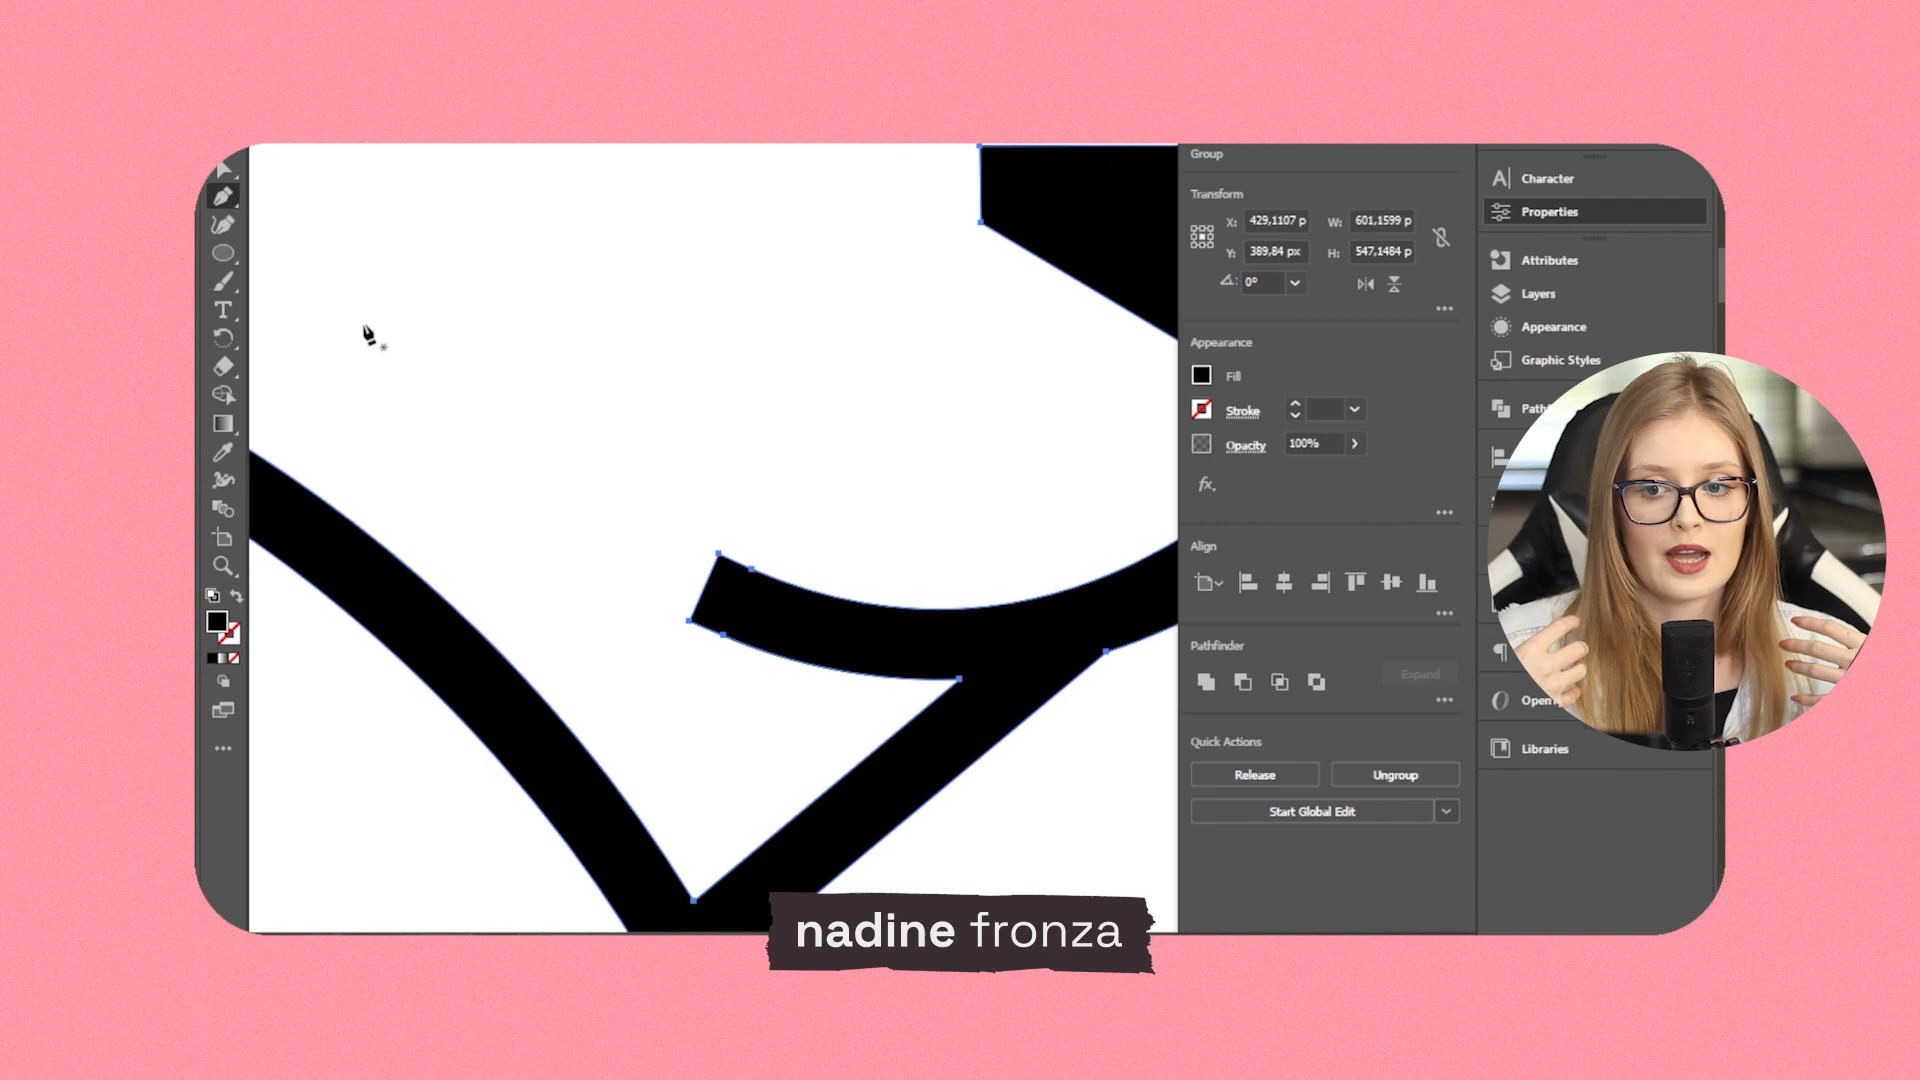 Group
Transform
X: 429,1107 p W: 601,1599 p
Y: 389,84 px H: 547,1484 p
0°
Appearance
Fill
Stroke
Opacity 100%
fx.
Align
Pathfinder
Expand
Quick Actions
Release Ungroup
Start Global Edit
Character
Properties
Attributes
Layers
Appearance
Graphic Styles
Libraries
nadine fronza